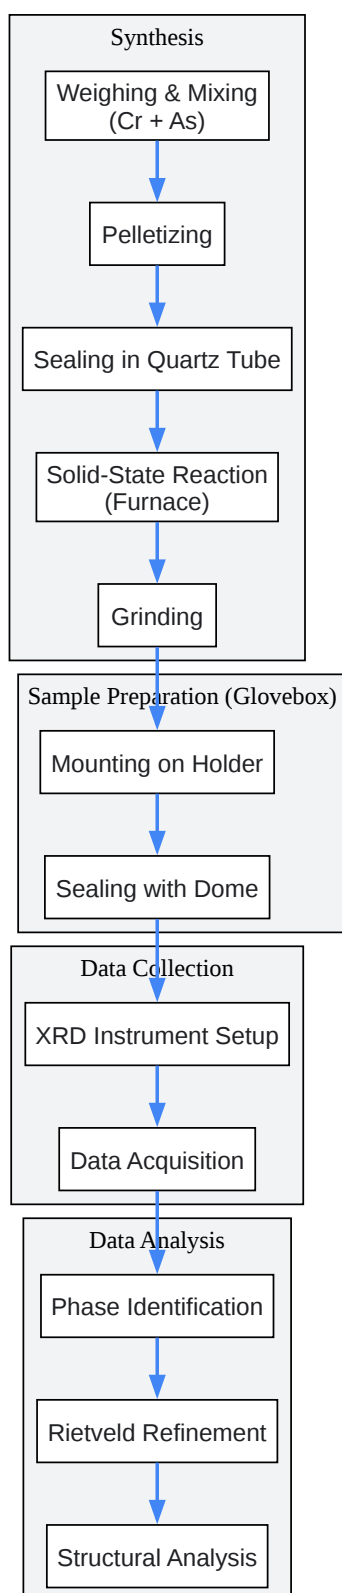 Synthesis
Weighing & Mixing
(Cr + As)
Pelletizing
Sealing in Quartz Tube
Solid-State Reaction
(Furnace)
Grinding
Sample Preparation (Glovebox)
Mounting on Holder
Sealing with Dome
Data Collection
XRD Instrument Setup
Data Acquisition
Data Analysis
Phase Identification
Rietveld Refinement
Structural Analysis